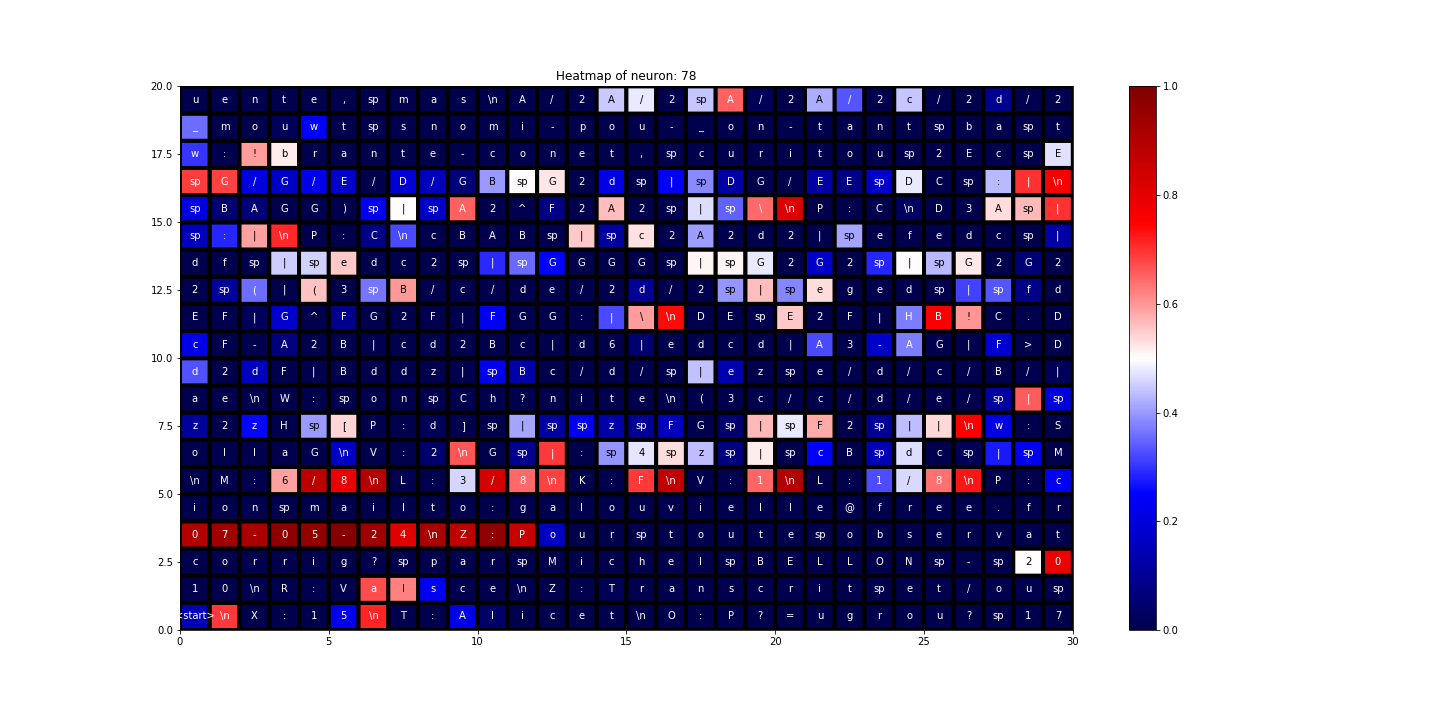 Heatmap of neuron: 78
20.0 u e n t e , sp m a s \n A / 2 A / 2 sp A / 2 A / 2 c / 2 d / 2 1.0
_ m o u w t sp s n o m i - p o u - _ o n - t a n t sp b a sp t
17.5 w : ! b r a n t e - c o n e t , sp c u r i t o u sp 2 E c sp E
sp G / G / E / D / G B sp G 2 d sp | sp D G / E E sp D C sp : | \n 0.8
15.0 sp B A G G ) sp | sp A 2 ^ F 2 A 2 sp | sp \ \n P : C \n D 3 A sp |
sp : | \n P : C \n c B A B sp | sp c 2 A 2 d 2 | sp e f e d c sp |
d f sp | sp e d c 2 sp | sp G G G G sp | sp G 2 G 2 sp | sp G 2 G 2
12.5 2 sp ( | ( 3 sp B / c / d e / 2 d / 2 sp | sp e g e d sp | sp f d 0.6
E F | G ^ F G 2 F | F G G : | \ \n D E sp E 2 F | H B ! C . D
10.0 c F - A 2 B | c d 2 B c | d 6 | e d c d | A 3 - A G | F > D
d 2 d F | B d d z | sp B c / d / sp | e z sp e / d / c / B / | 0.4
a e \n W : sp o n sp C h ? n i t e \n ( 3 c / c / d / e / sp | sp
7.5 z 2 z H sp [ P : d ] sp | sp sp z sp F G sp | sp F 2 sp | | \n w : S
o l l a G \n V : 2 \n G sp | : sp 4 sp z sp | sp c B sp d c sp | sp M
5.0 \n M : 6 / 8 \n L : 3 / 8 \n K : F \n V : 1 \n L : 1 / 8 \n P : c
i o n sp m a i l t o : g a l o u v i e l l e @ f r e e . f r 0.2
0 7 - 0 5 - 2 4 \n Z : P o u r sp t o u t e sp o b s e r v a t
2.5 c o r r i g ? sp p a r sp M i c h e l sp B E L L O N sp - sp 2 0
1 0 \n R : V a l s c e \n Z : T r a n s c r i t sp e t / o u sp
<start> \n X : 1 5 \n T : A l i c e t \n O : P ? = u g r o u ? sp 1 7
0.0 0.0
0 5 10 15 20 25 30